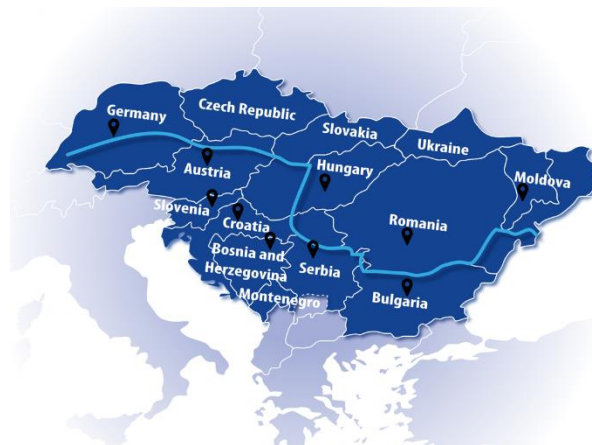 Germany
Czech Republic
Slovakia
Ukraine
Austria
Hungary
Moldova
Slovenia
Croatia
Romania
Bosnia and
Herzegovina
Serbia
Montenegro
Bulgaria